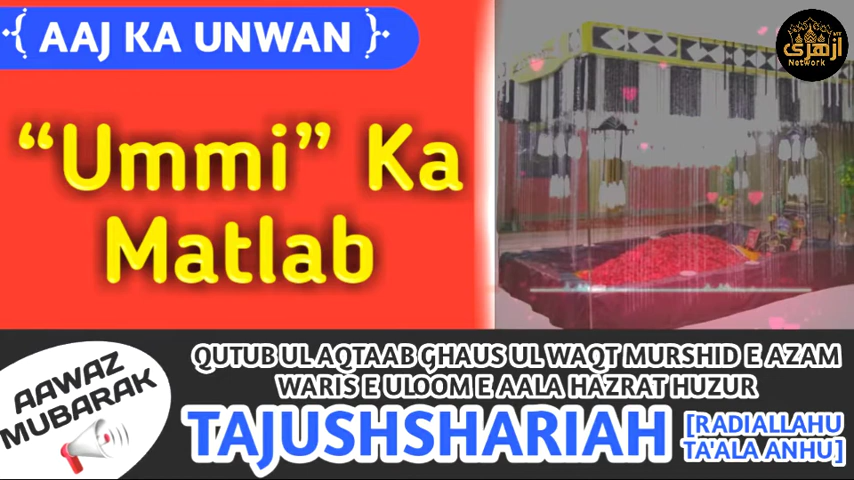 AAJ KA UNWAN
“Ummi” Ka
Matlab
ازهری
Network
AAWAZ
MUBARAK
QUTUB UL AQTAAB GHAUS UL WAQT MURSHID E AZAM
WARIS E ULOOM E AALA HAZRAT HUZUR
TAJUSHSHARIAH
[RADIALLAHU
TA'ALA ANHU]